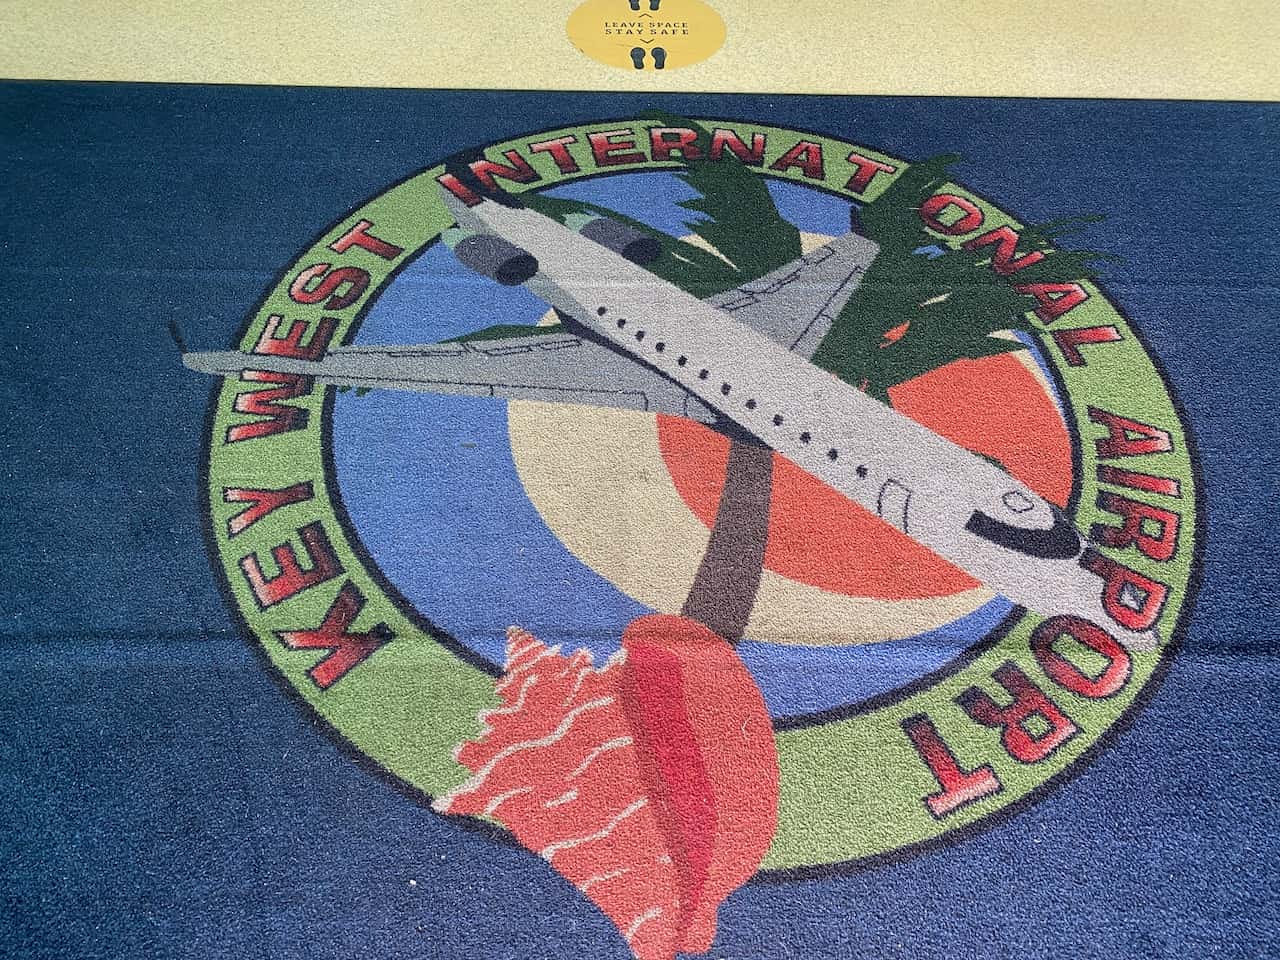 LEAVE SPACE
STAY SAFE
KEY WEST INTERNATIONAL AIRPORT